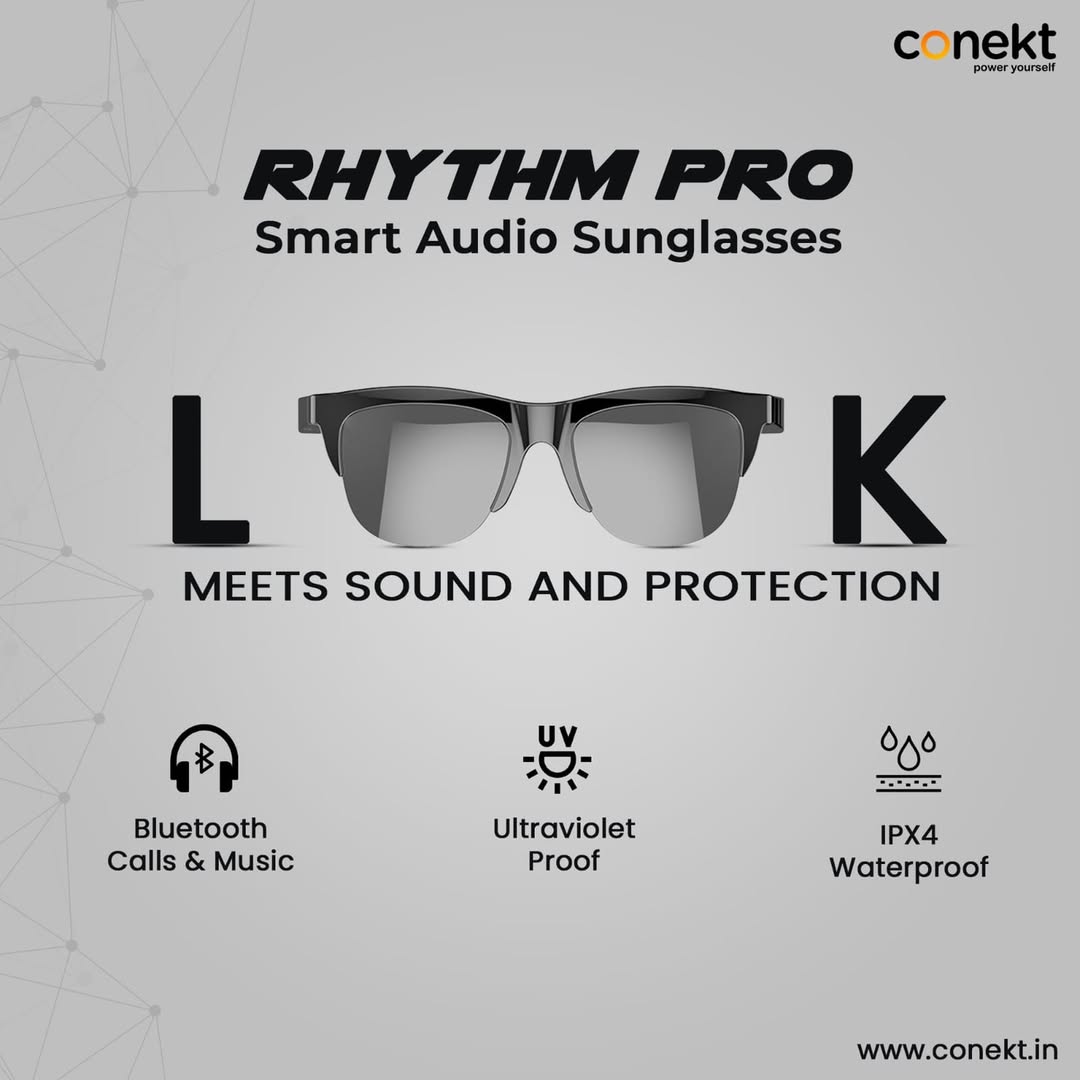 conekt
power yourself
RHYTHM PRO
Smart Audio Sunglasses
L K
MEETS SOUND AND PROTECTION
UV
Bluetooth
Calls & Music
Ultraviolet
Proof
IPX4
Waterproof
www.conekt.in